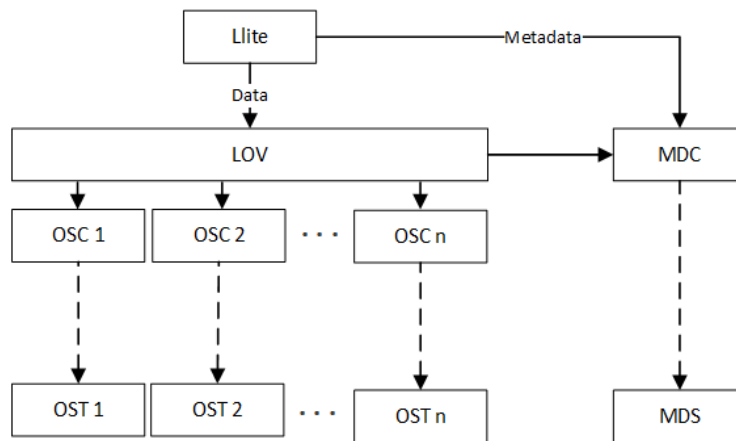 Llite
Metadata
Data
LOV
MDC
OSC 1
OSC 2
• • •
OSC n
OST 1
OST 2
• • •
OST n
MDS